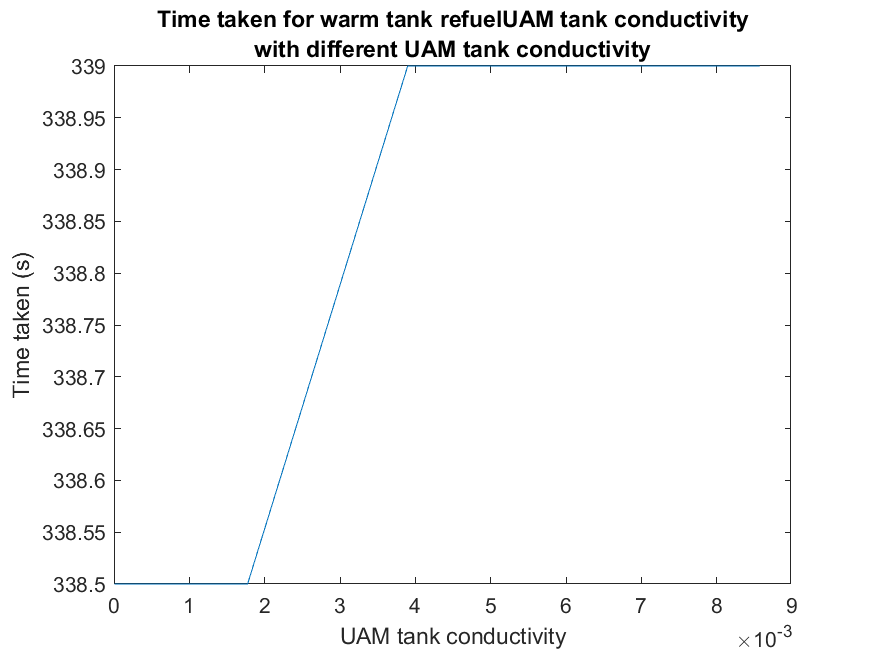 Time taken for warm tank refuelUAM tank conductivity
with different UAM tank conductivity
339
338.95
338.9
338.85
338.8
338.75
338.7
338.65
338.6
338.55
338.5
Time taken (s)
0 1 2 3 4 5 6 7 8 9
UAM tank conductivity
×10⁻³